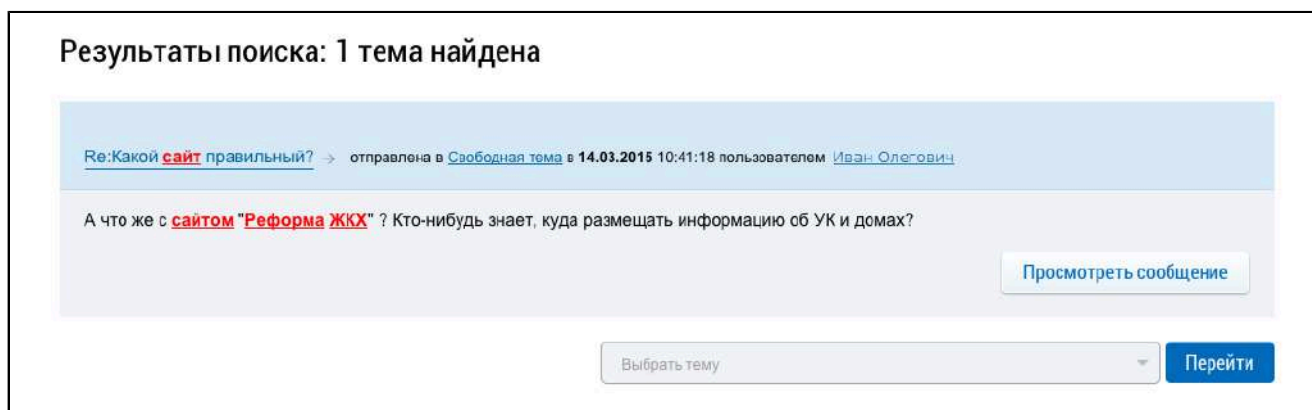 Результаты поиска: 1 тема найдена
Re:Какой сайт правильный? → отправлена в Свободная тема в 14.03.2015 10:41:18 пользователем Иван Олегович
А что же с сайтом "Реформа ЖКХ" ? Кто-нибудь знает, куда размещать информацию об УК и домах?
Просмотреть сообщение
Выбрать тему
Перейти